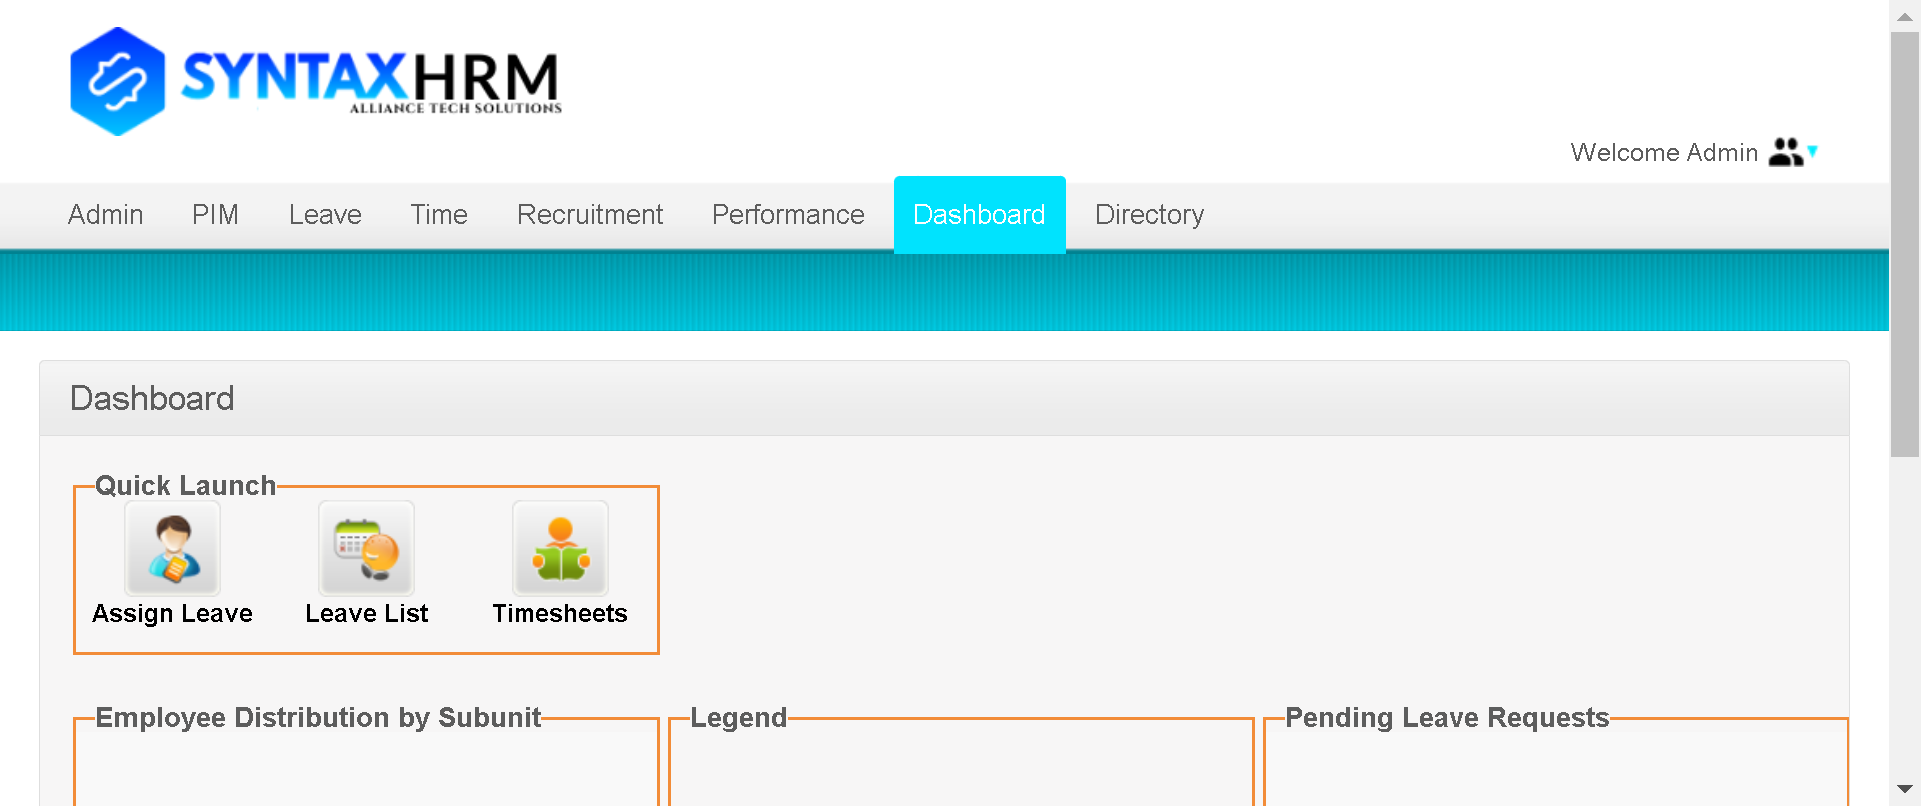 SYNTAXHRM
ALLIANCE TECH SOLUTIONS
Welcome Admin
Admin PIM Leave Time Recruitment Performance Dashboard Directory
Dashboard
Quick Launch
Assign Leave Leave List Timesheets
Employee Distribution by Subunit Legend Pending Leave Requests